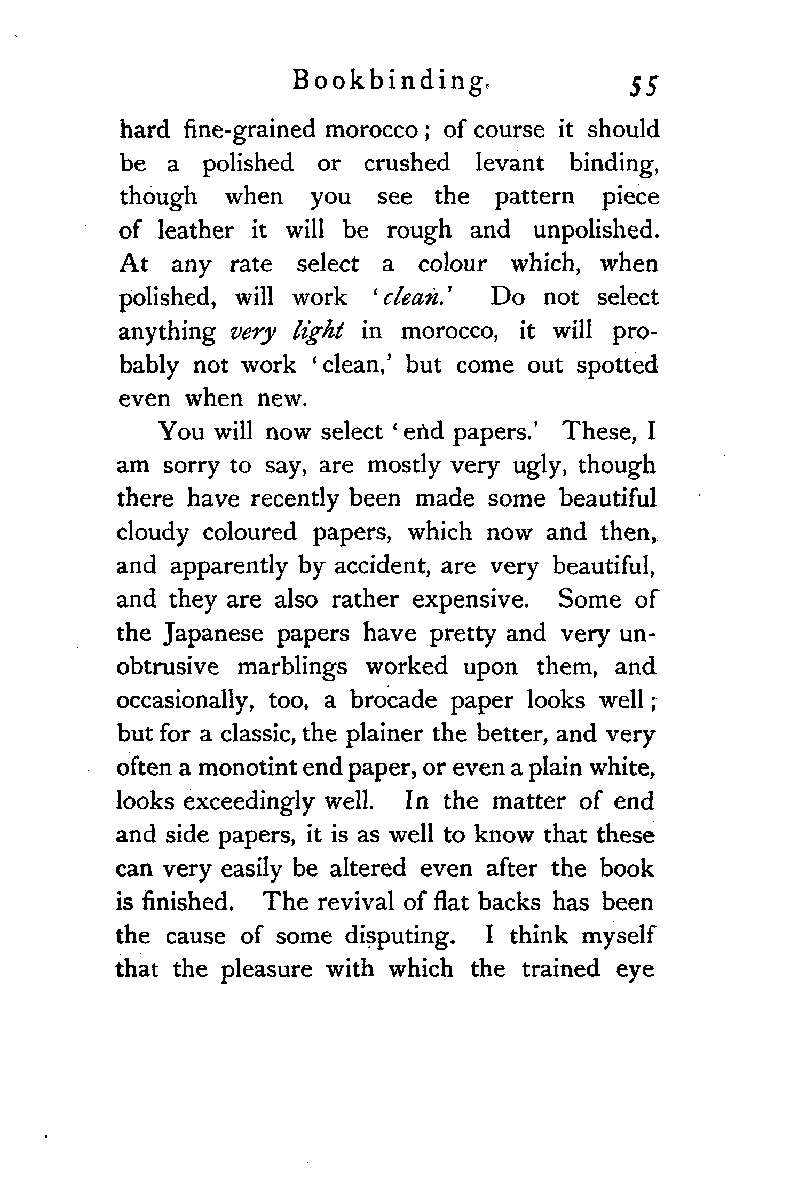 Bookbinding. 55
hard fine-grained morocco; of course it should
be a polished or crushed levant binding,
though when you see the pattern piece
of leather it will be rough and unpolished.
At any rate select a colour which, when
polished, will work ‘clean.’ Do not select
anything very light in morocco, it will pro-
bably not work ‘clean,’ but come out spotted
even when new.
You will now select ‘end papers.’ These, I
am sorry to say, are mostly very ugly, though
there have recently been made some beautiful
cloudy coloured papers, which now and then,
and apparently by accident, are very beautiful,
and they are also rather expensive. Some of
the Japanese papers have pretty and very un-
obtrusive marblings worked upon them, and
occasionally, too, a brocade paper looks well;
but for a classic, the plainer the better, and very
often a monotint end paper, or even a plain white,
looks exceedingly well. In the matter of end
and side papers, it is as well to know that these
can very easily be altered even after the book
is finished. The revival of flat backs has been
the cause of some disputing. I think myself
that the pleasure with which the trained eye